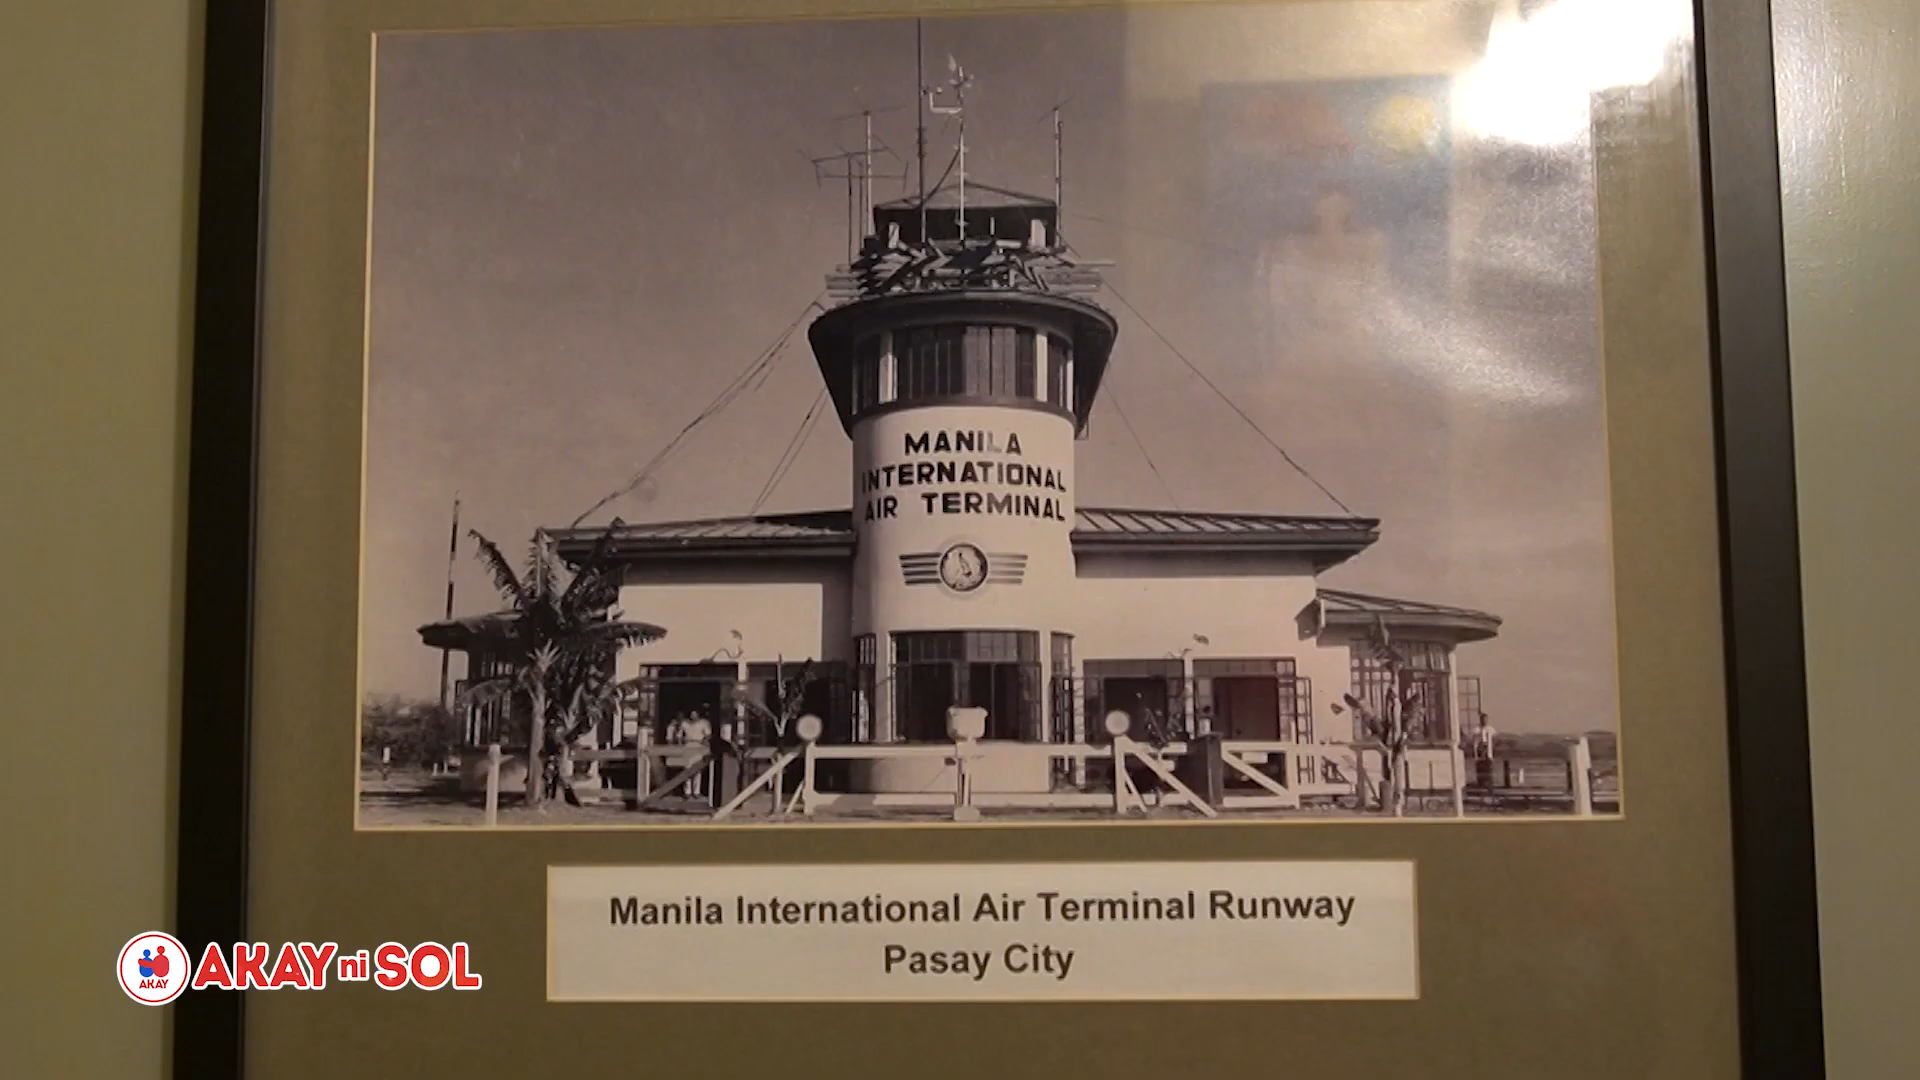 MANILA
INTERNATIONAL
AIR TERMINAL
Manila International Air Terminal Runway
Pasay City
AKAY
AKAY ni SOL